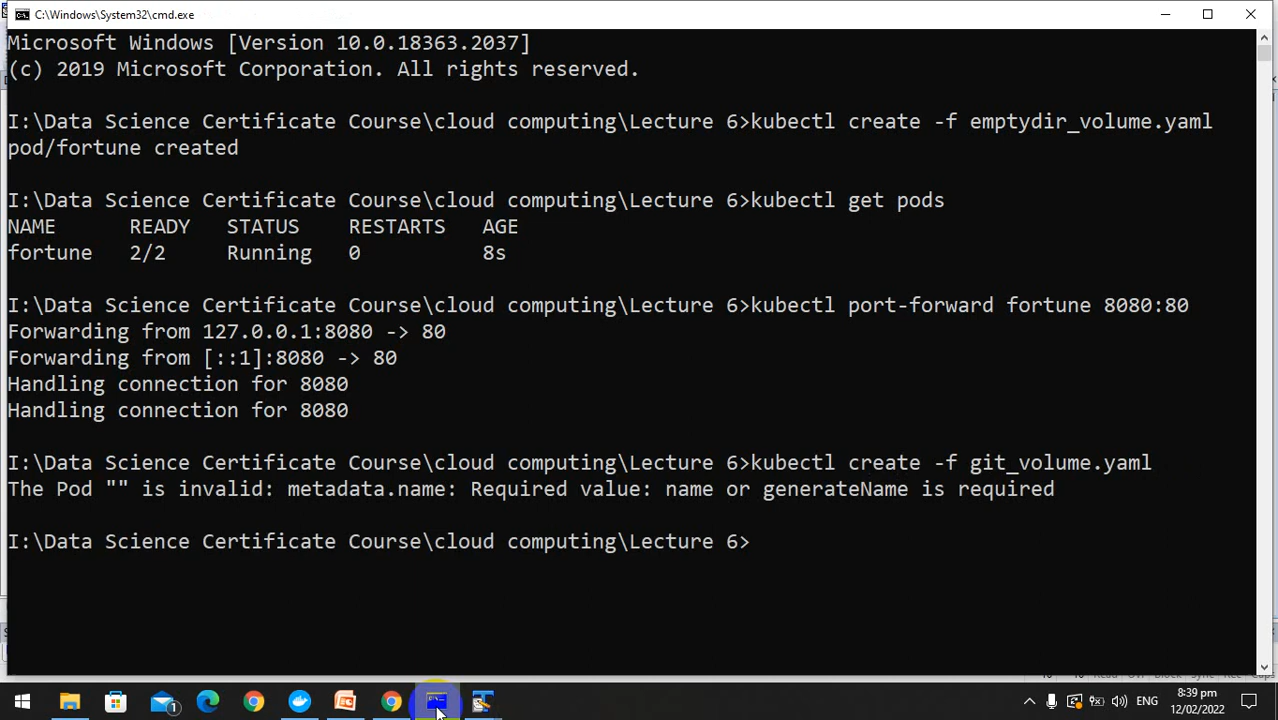 C:\Windows\System32\cmd.exe
Microsoft Windows [Version 10.0.18363.2037]
(c) 2019 Microsoft Corporation. All rights reserved.
I:\Data Science Certificate Course\cloud computing\Lecture 6>kubectl create -f emptydir_volume.yaml
pod/fortune created
I:\Data Science Certificate Course\cloud computing\Lecture 6>kubectl get pods
NAME READY STATUS RESTARTS AGE
fortune 2/2 Running 0 8s
I:\Data Science Certificate Course\cloud computing\Lecture 6>kubectl port-forward fortune 8080:80
Forwarding from 127.0.0.1:8080 -> 80
Forwarding from [::1]:8080 -> 80
Handling connection for 8080
Handling connection for 8080
I:\Data Science Certificate Course\cloud computing\Lecture 6>kubectl create -f git_volume.yaml
The Pod "" is invalid: metadata.name: Required value: name or generateName is required
I:\Data Science Certificate Course\cloud computing\Lecture 6>
1
ENG
8:39 pm
12/02/2022